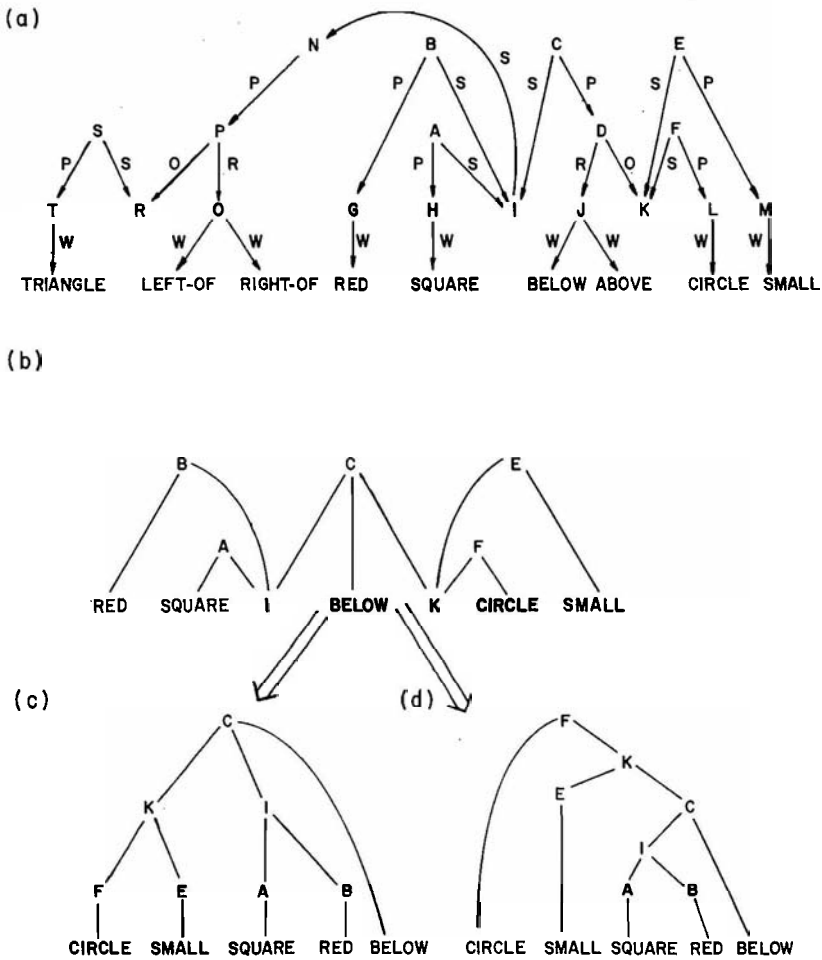 (a)
N B C E
P S S P
P S S P
S P A D F
P S O R P S R O S P
T R O G H I J K L M
W W W W W W W W W
TRIANGLE LEFT-OF RIGHT-OF RED SQUARE BELOW ABOVE CIRCLE SMALL
(b)
B C E
A F
RED SQUARE I BELOW K CIRCLE SMALL
(c) (d)
C F
K
E C
K I I
F E A B A B
CIRCLE SMALL SQUARE RED BELOW CIRCLE SMALL SQUARE RED BELOW